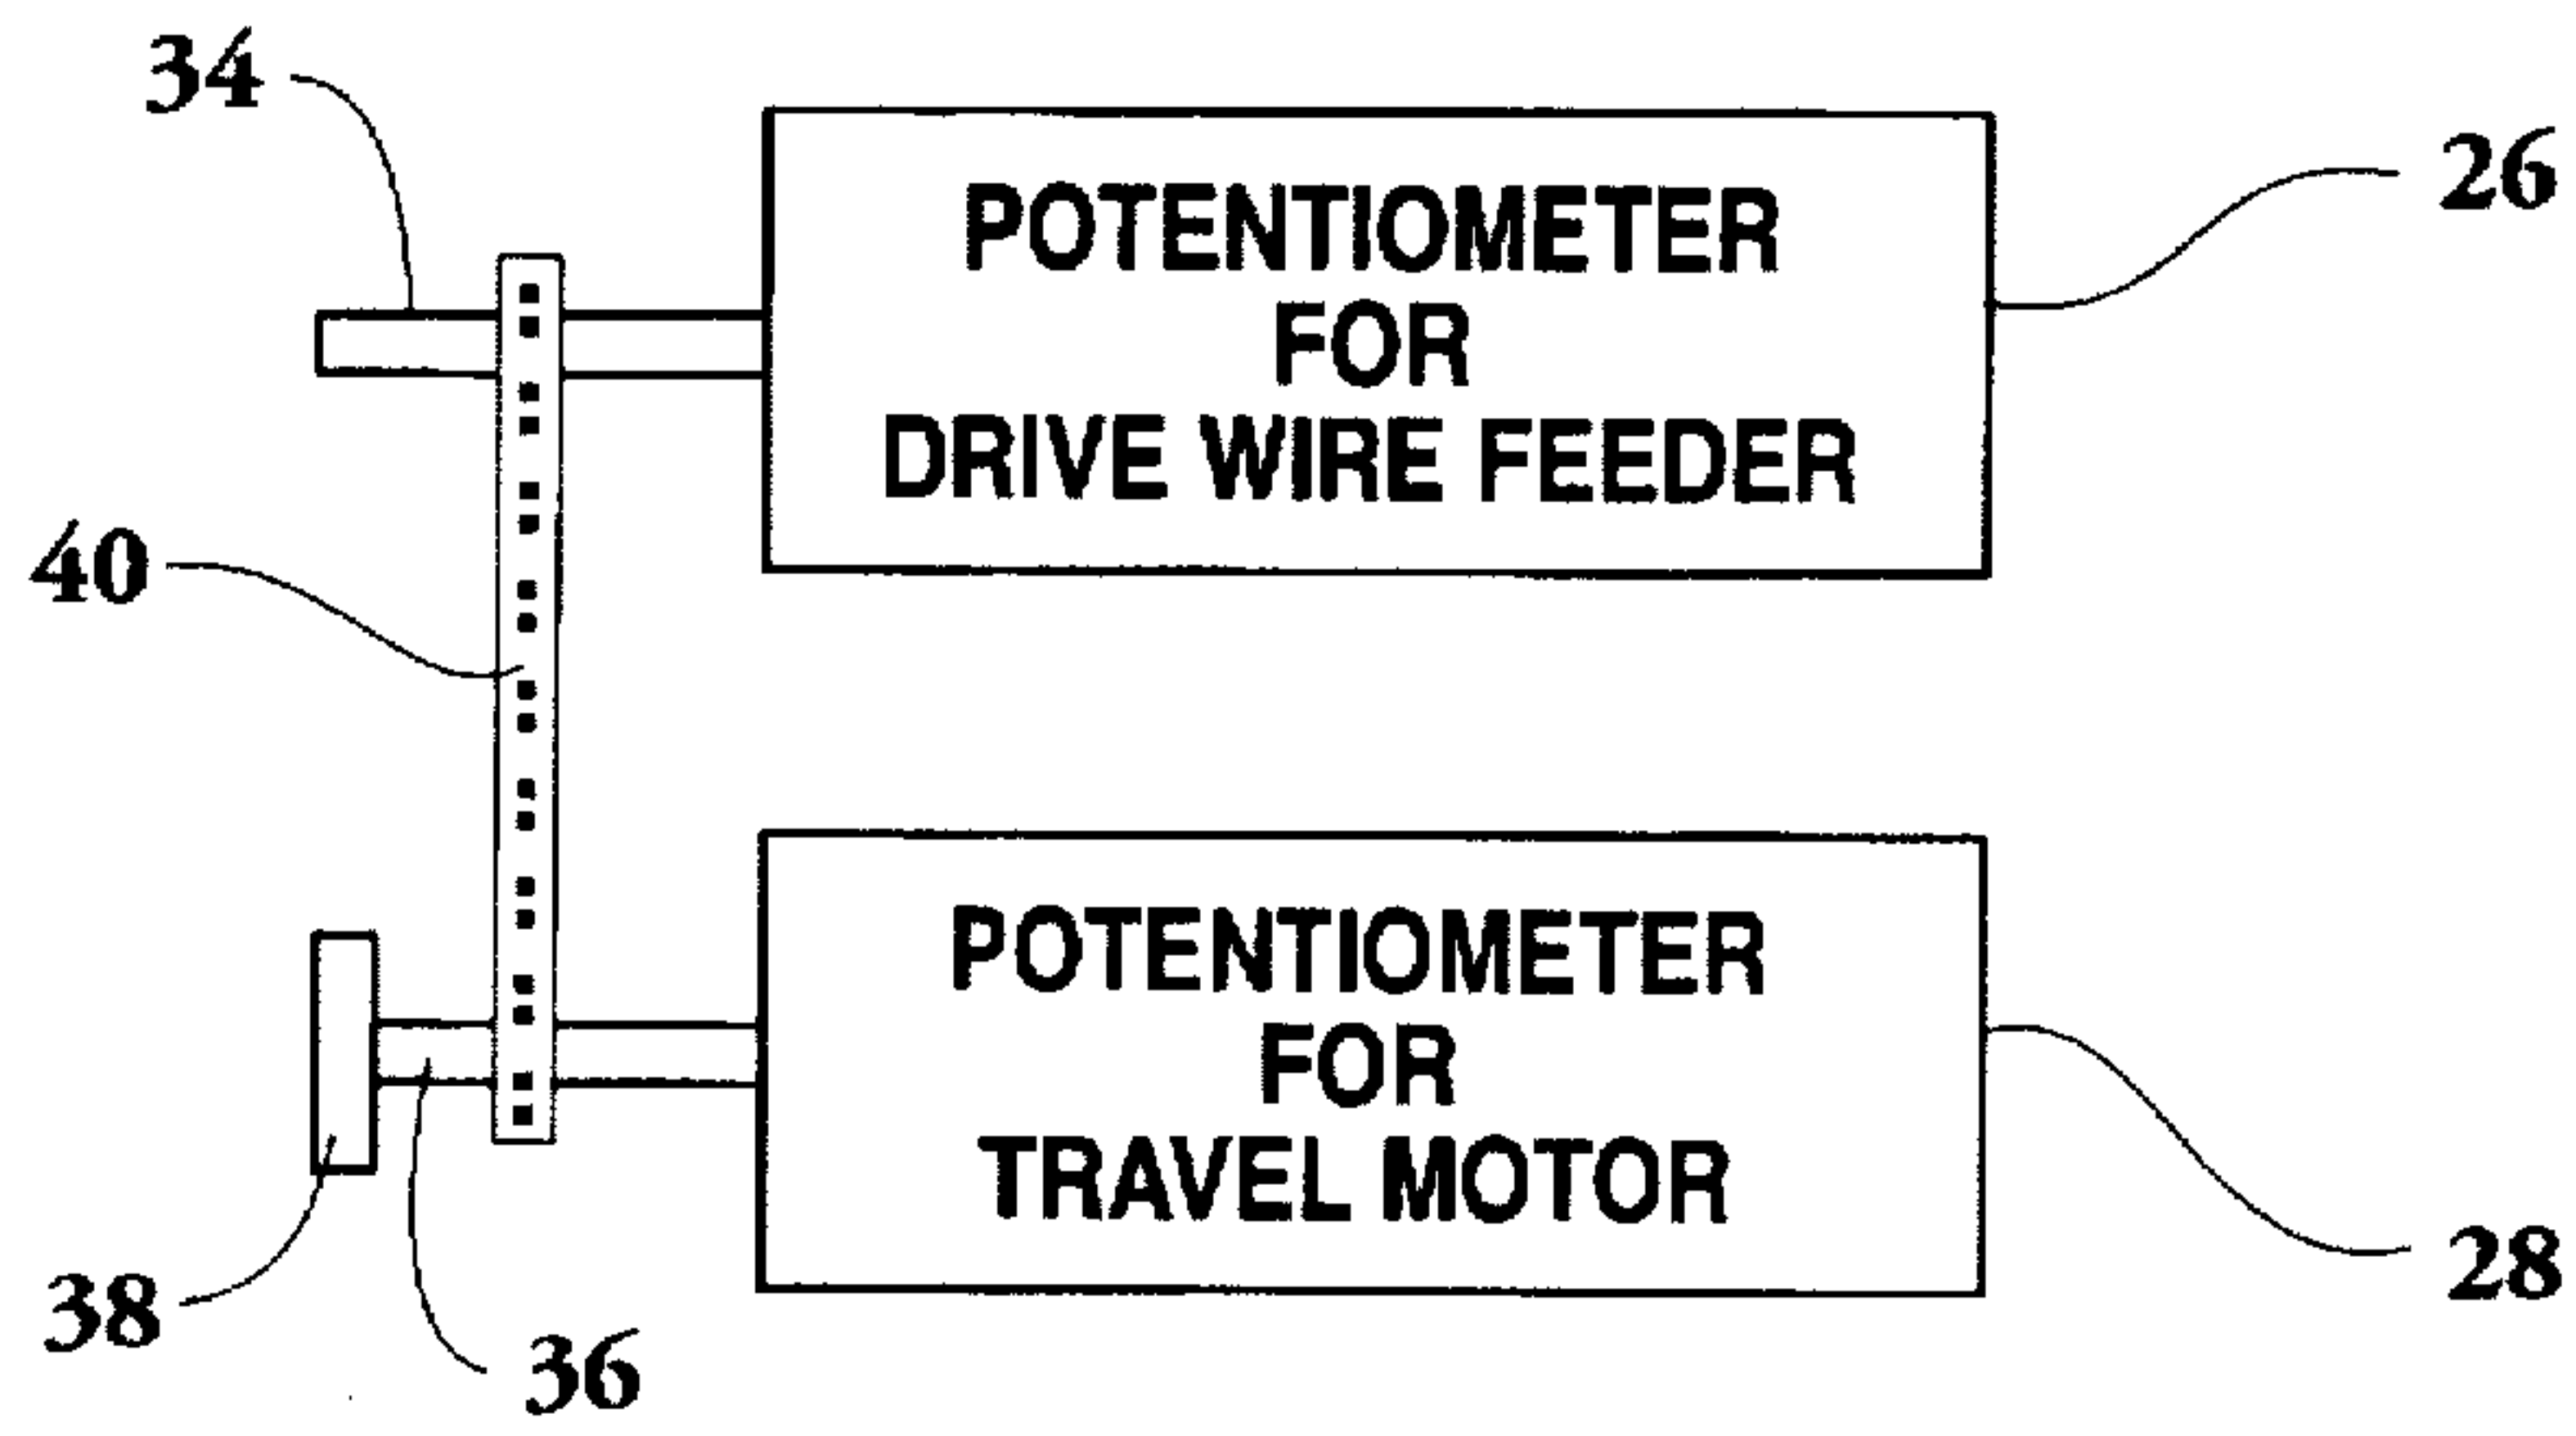 34
POTENTIOMETER
FOR
DRIVE WIRE FEEDER
26
40
POTENTIOMETER
FOR
TRAVEL MOTOR
28
38
36